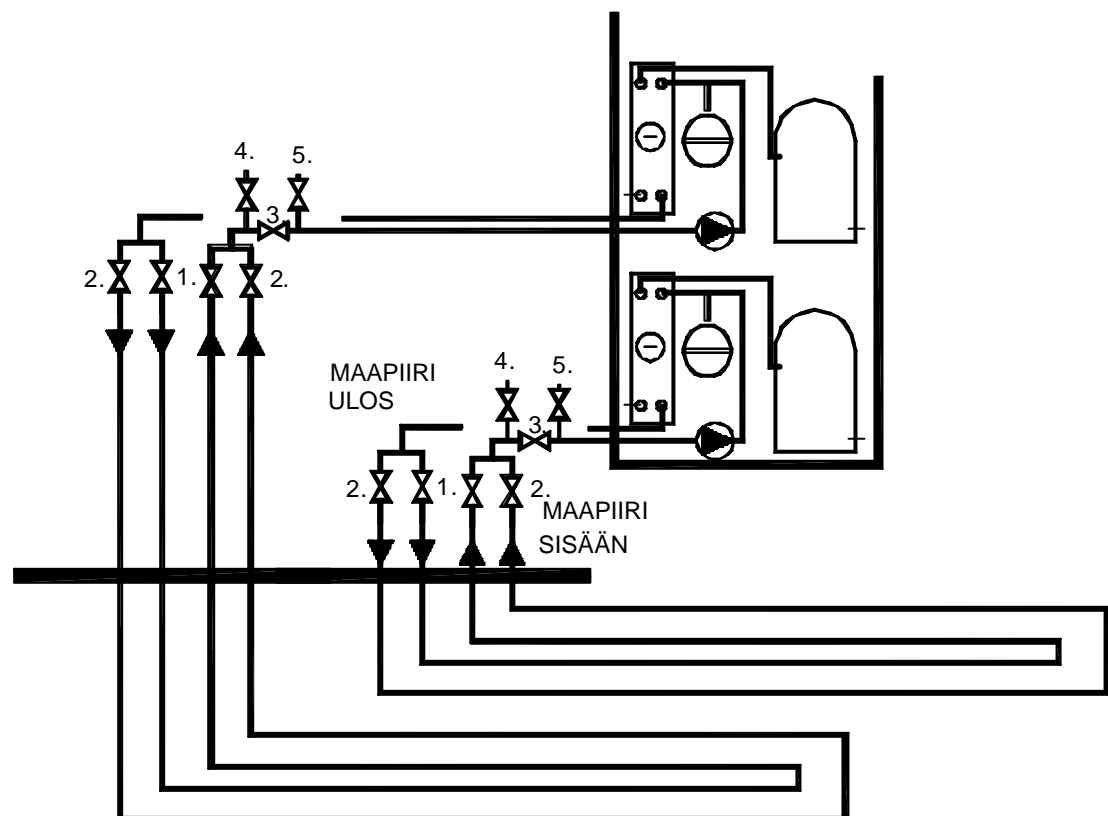 4. 5.
3.
2. 1. 2.
MAAPIIRI
ULOS
4. 5.
3.
2. 1. 2.
MAAPIIRI
SISÄÄN